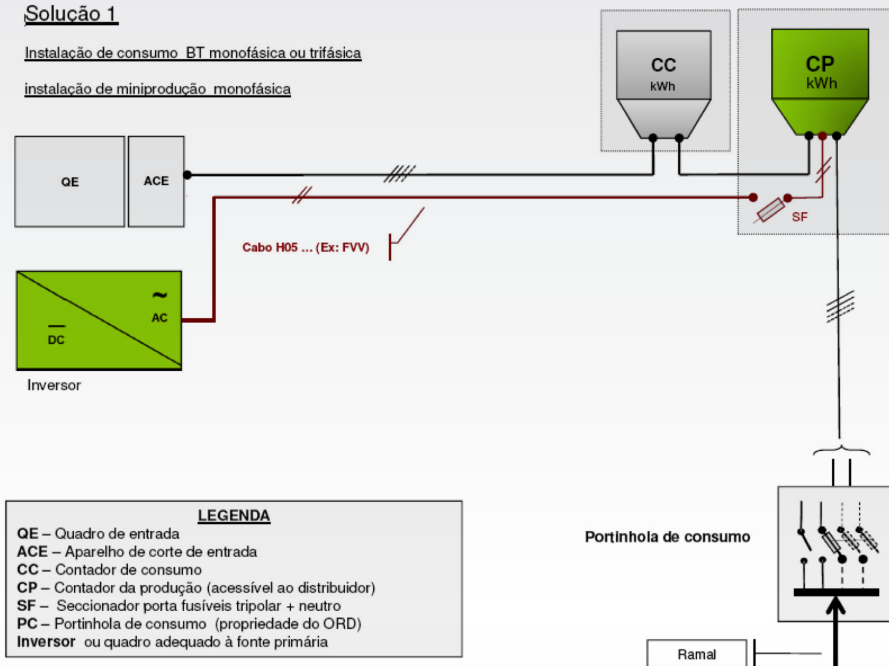 Solução 1
Instalação de consumo BT monofásica ou trifásica
instalação de miniprodução monofásica
CC
kWh
CP
kWh
QE
ACE
SF
Cabo H05 ... (Ex: FVV)
~
AC
DC
Inversor
LEGENDA
QE – Quadro de entrada
ACE – Aparelho de corte de entrada
CC – Contador de consumo
CP – Contador da produção (acessível ao distribuidor)
SF – Seccionador porta fusíveis tripolar + neutro
PC – Portinhola de consumo (propriedade do ORD)
Inversor ou quadro adequado à fonte primária
Portinhola de consumo
Ramal